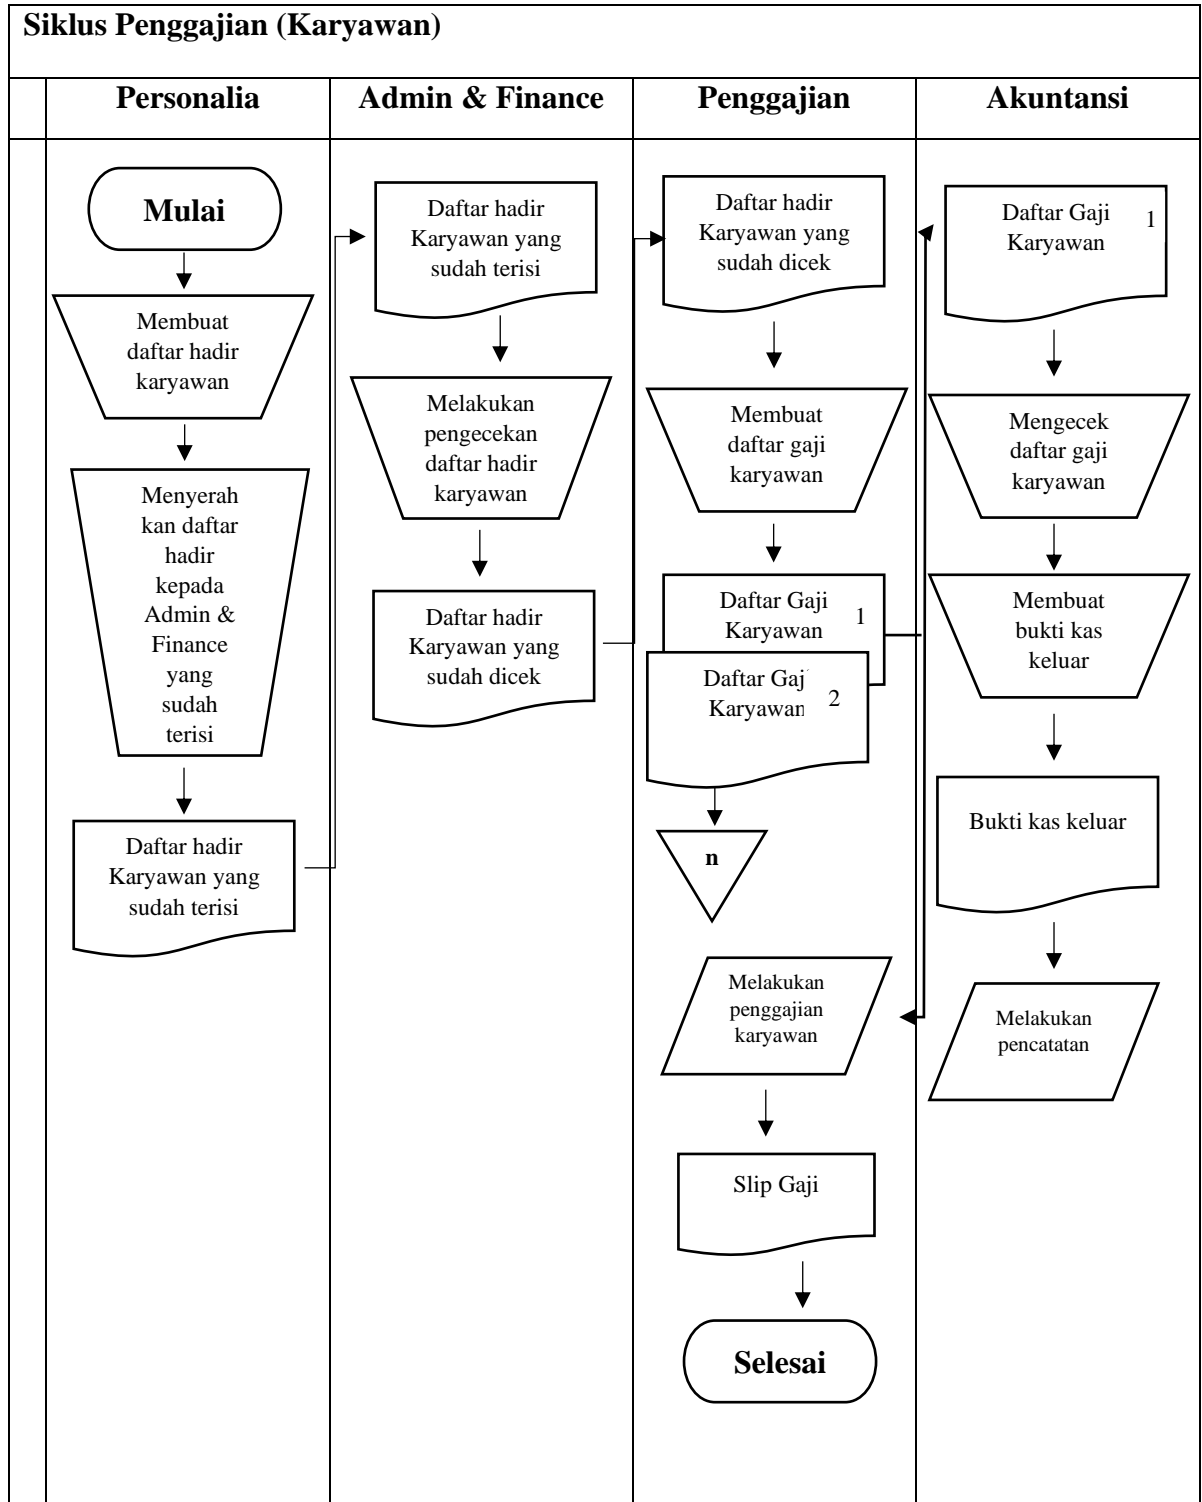 Siklus Penggajian (Karyawan)
Personalia
Admin & Finance
Penggajian
Akuntansi
Mulai
Membuat
daftar hadir
karyawan
Menyerah
kan daftar
hadir
kepada
Admin &
Finance
yang
sudah
terisi
Daftar hadir
Karyawan yang
sudah terisi
Daftar hadir
Karyawan yang
sudah terisi
Melakukan
pengecekan
daftar hadir
karyawan
Daftar hadir
Karyawan yang
sudah dicek
Daftar hadir
Karyawan yang
sudah dicek
Membuat
daftar gaji
karyawan
Daftar Gaji
Karyawan
1
Daftar Gaji
Karyawan
2
n
Melakukan
penggajian
karyawan
Slip Gaji
Selesai
Daftar Gaji
Karyawan
1
Mengecek
daftar gaji
karyawan
Membuat
bukti kas
keluar
Bukti kas keluar
Melakukan
pencatatan